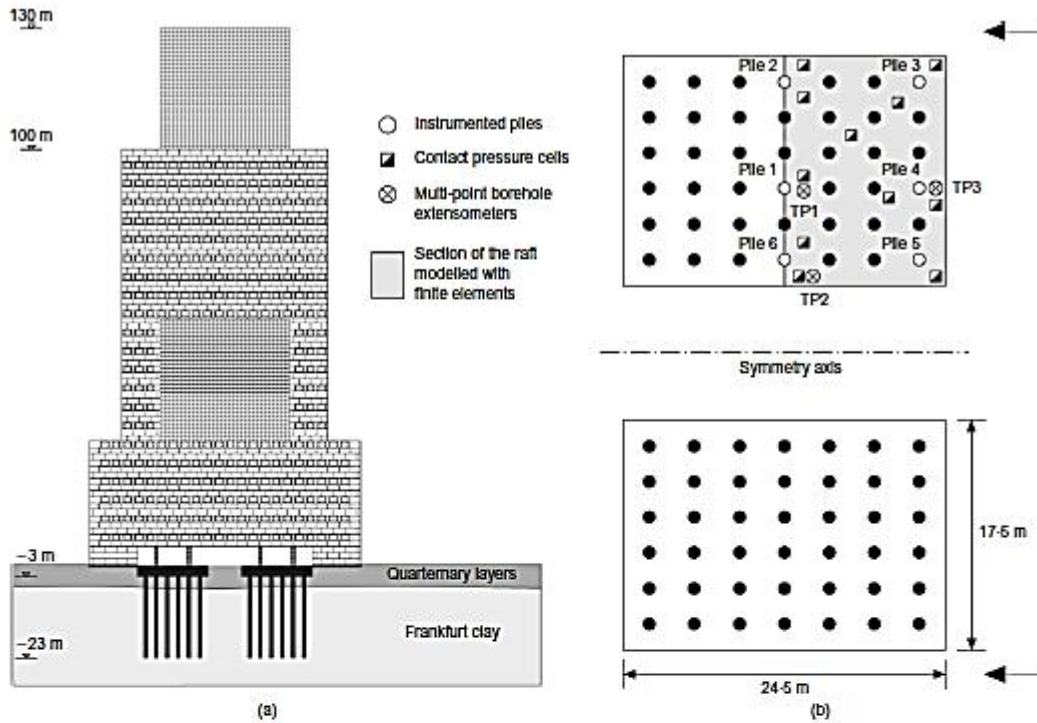 130 m
100 m
Instrumented piles
Contact pressure cells
Multi-point borehole
extensometers
Section of the raft
modelled with
finite elements
−3 m
Quarternary layers
Frankfurt clay
−23 m
(a)
Pile 2
Pile 3
Pile 1
Pile 4
TP1
TP3
Pile 6
Pile 5
TP2
Symmetry axis
17·5 m
24·5 m
(b)